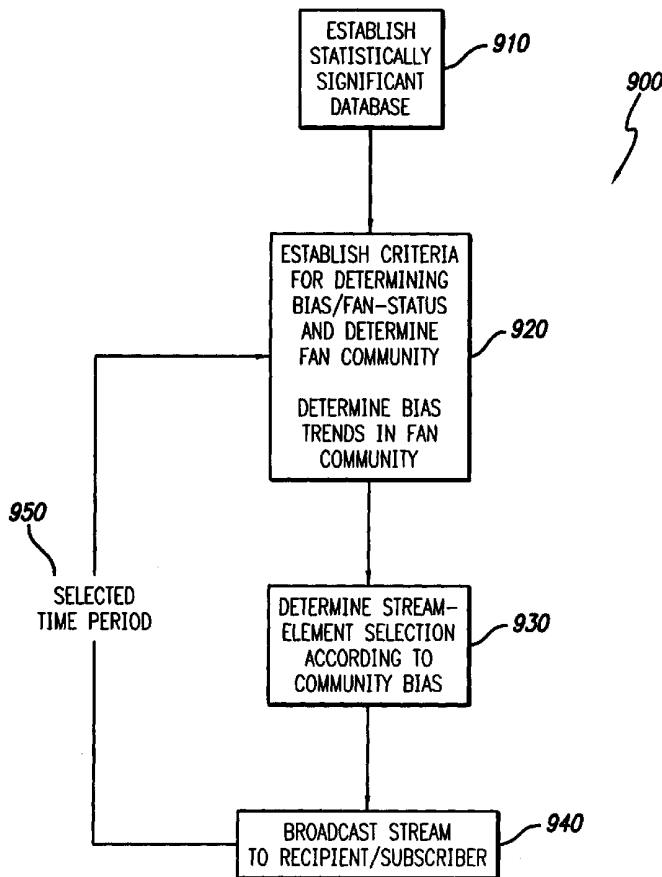 ESTABLISH
STATISTICALLY
SIGNIFICANT
DATABASE
910
900
ESTABLISH CRITERIA
FOR DETERMINING
BIAS/FAN-STATUS
AND DETERMINE
FAN COMMUNITY
DETERMINE BIAS
TRENDS IN FAN
COMMUNITY
920
950
SELECTED
TIME PERIOD
DETERMINE STREAM-
ELEMENT SELECTION
ACCORDING TO
COMMUNITY BIAS
930
BROADCAST STREAM
TO RECIPIENT/SUBSCRIBER
940